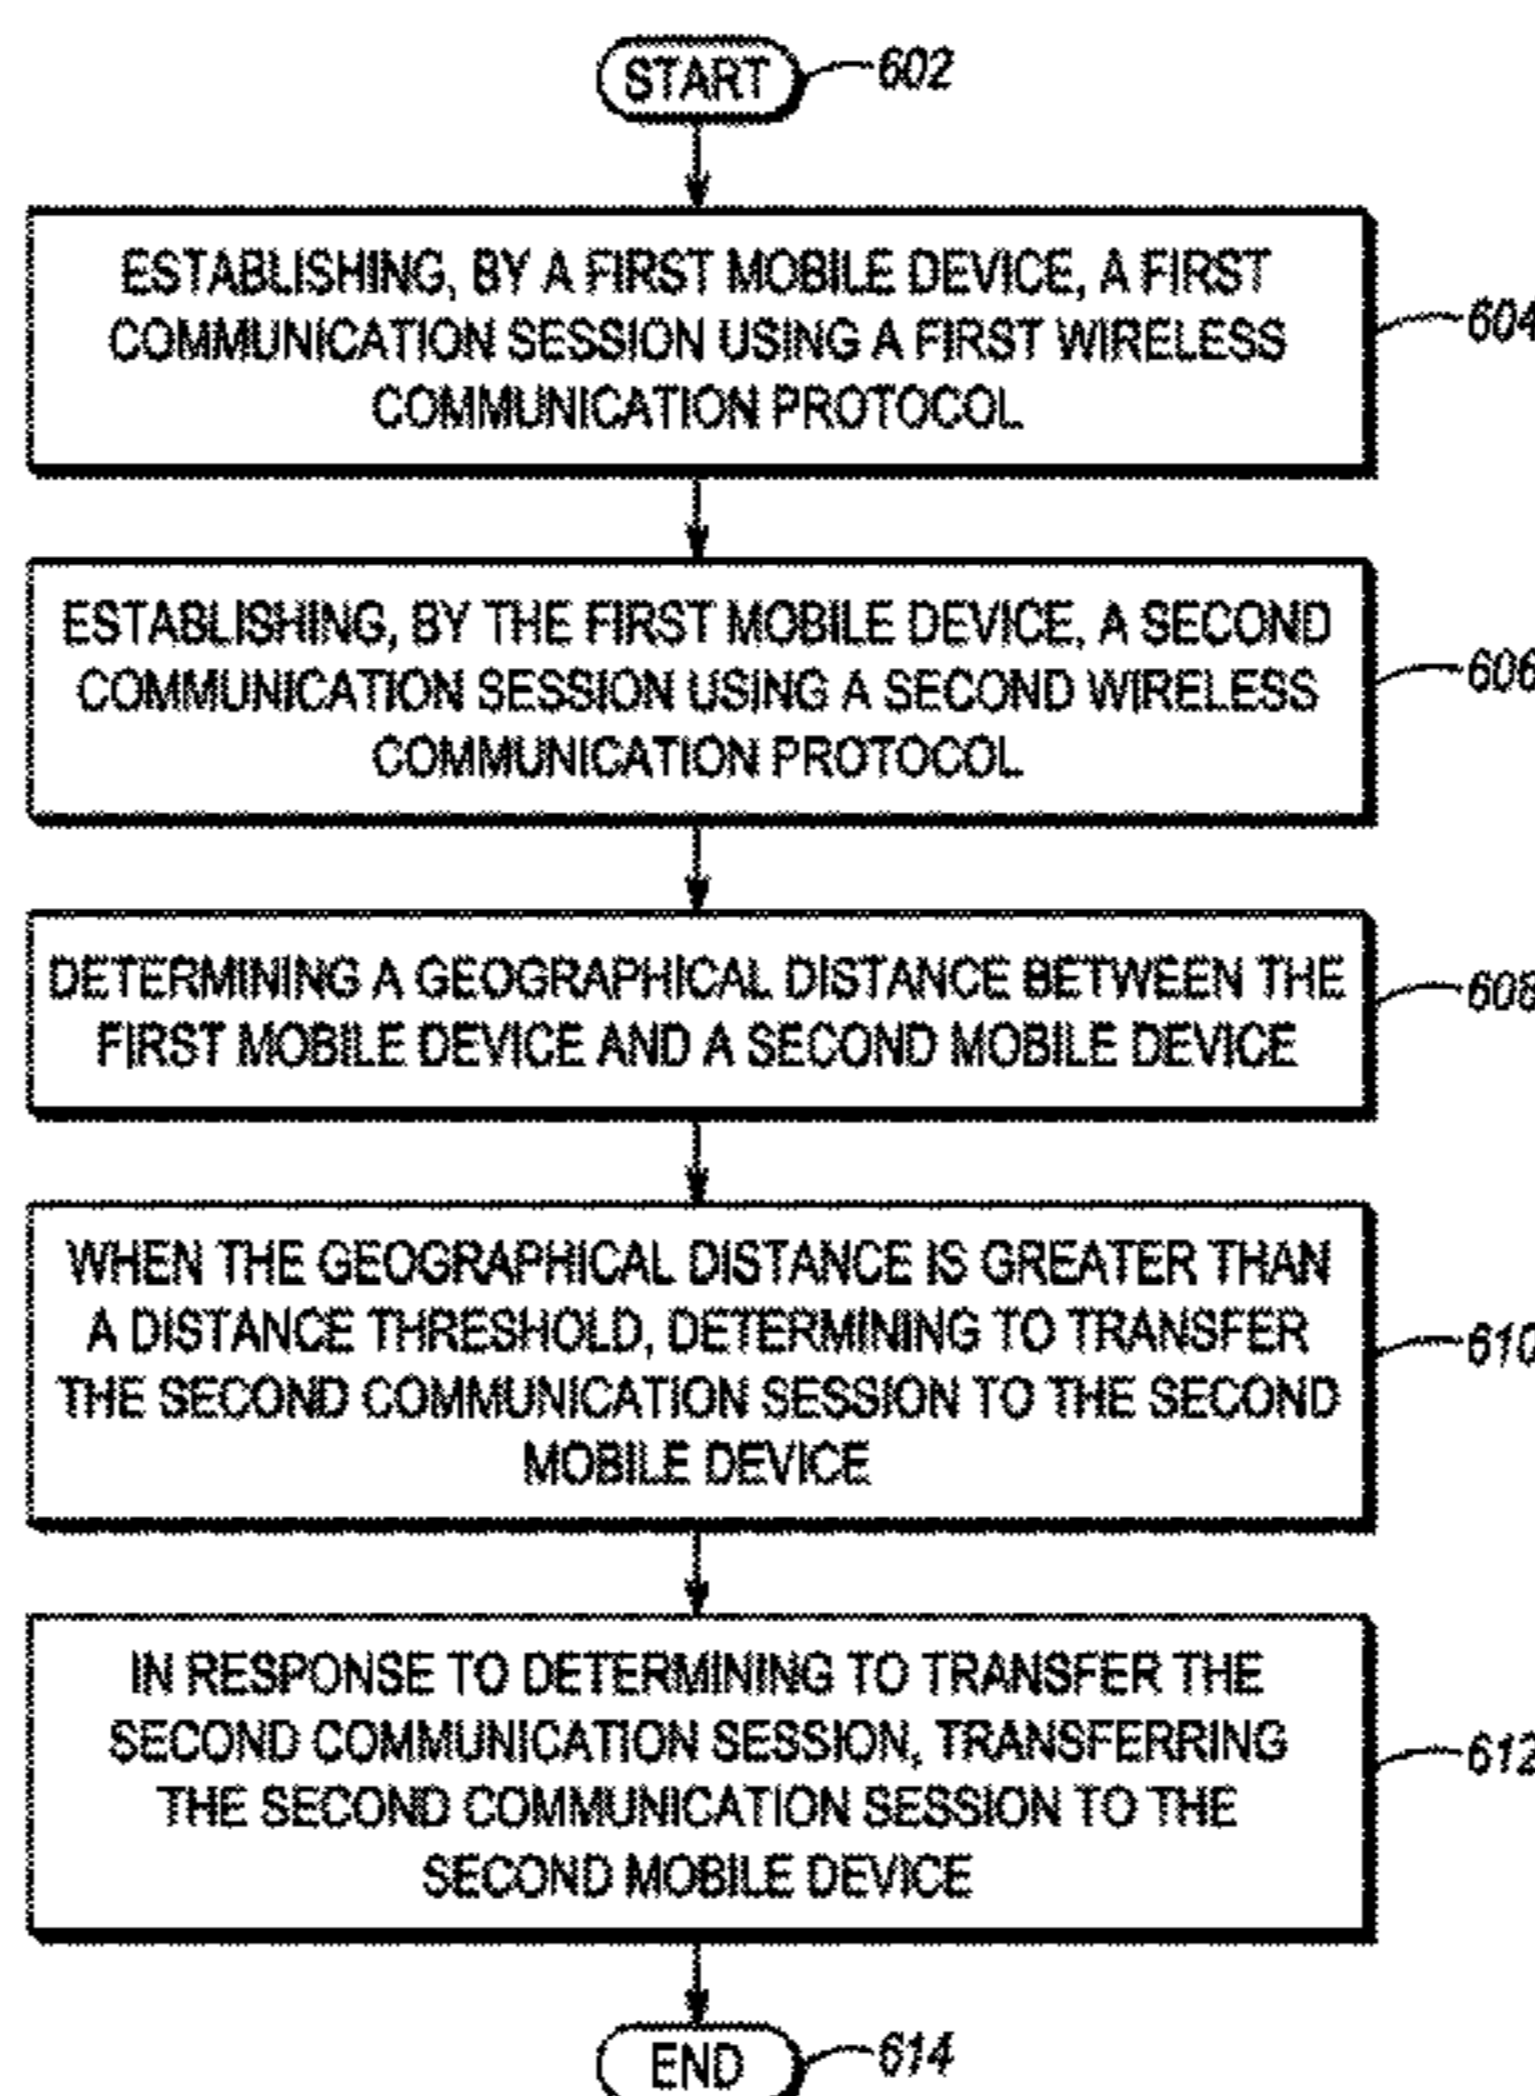 START 602
ESTABLISHING, BY A FIRST MOBILE DEVICE, A FIRST
COMMUNICATION SESSION USING A FIRST WIRELESS
COMMUNICATION PROTOCOL
604
ESTABLISHING, BY THE FIRST MOBILE DEVICE, A SECOND
COMMUNICATION SESSION USING A SECOND WIRELESS
COMMUNICATION PROTOCOL
606
DETERMINING A GEOGRAPHICAL DISTANCE BETWEEN THE
FIRST MOBILE DEVICE AND A SECOND MOBILE DEVICE
608
WHEN THE GEOGRAPHICAL DISTANCE IS GREATER THAN
A DISTANCE THRESHOLD, DETERMINING TO TRANSFER
THE SECOND COMMUNICATION SESSION TO THE SECOND
MOBILE DEVICE
610
IN RESPONSE TO DETERMINING TO TRANSFER THE
SECOND COMMUNICATION SESSION, TRANSFERRING
THE SECOND COMMUNICATION SESSION TO THE
SECOND MOBILE DEVICE
612
END 614